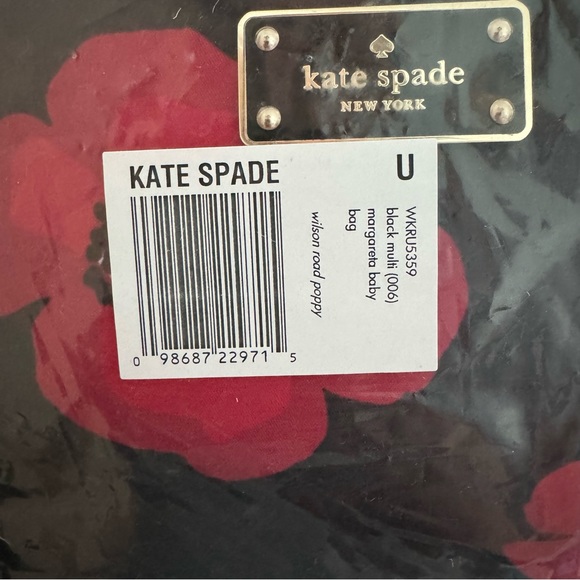 kate spade
NEW YORK
KATE SPADE
U
WKRU5359
black multi (006)
margareta baby
bag
wilson road poppy
0 98687 22971 5